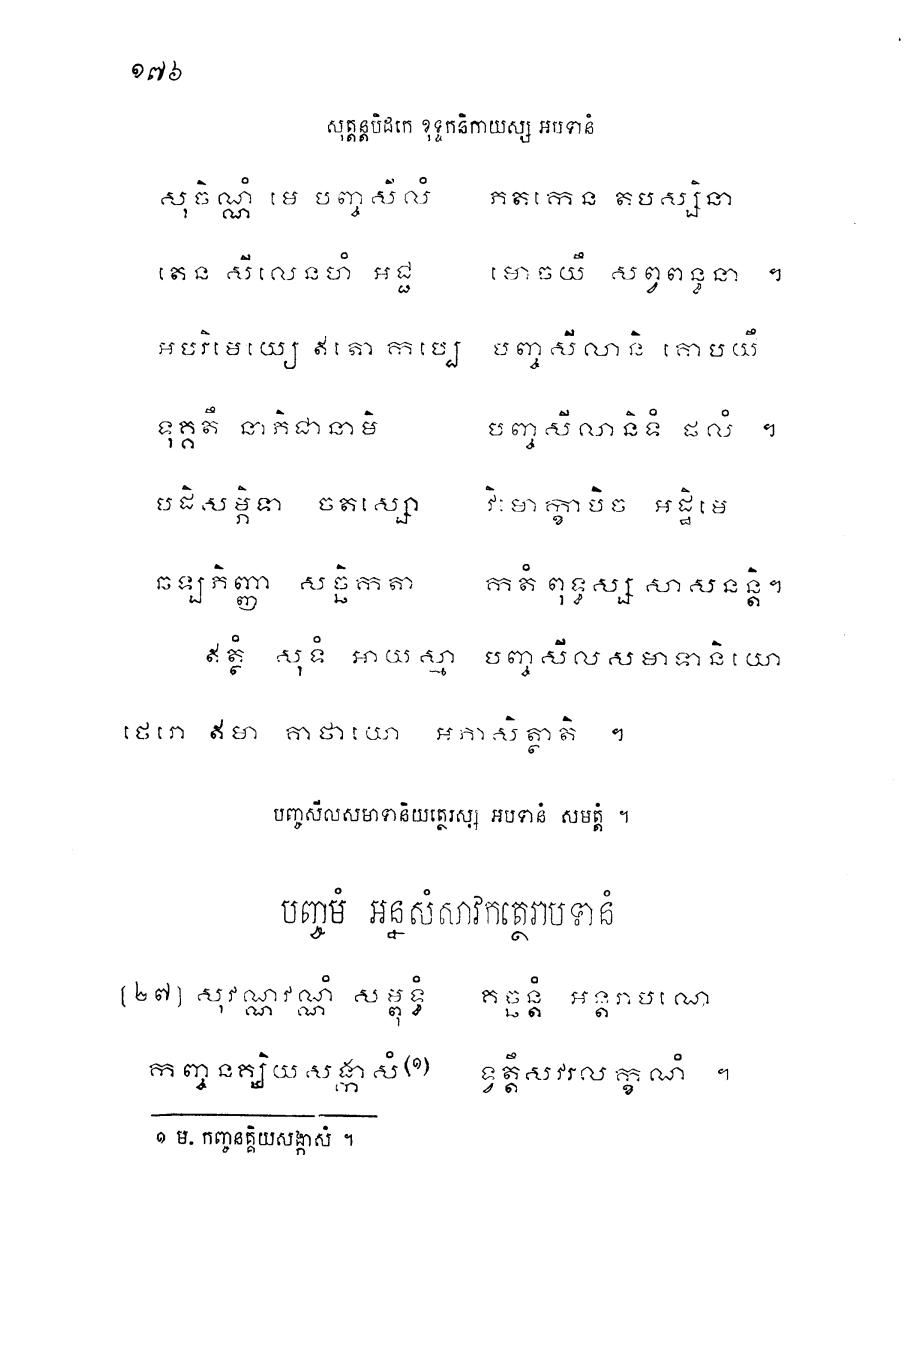 ១៧៦
សុត្តន្តបិដកេ ខុទ្ទកនិកាយស្ស អបទានំ
សុចិណ្ណំ មេ បញ្ចសីលំ ឯកតកេន តបស្សិនា
តេន សីលេនហំ អជ្ជ មោចយឹ សព្វពន្ធនា ។
អបរិមេយ្យេ ឥតោ កប្បេ បញ្ចសីលានិ គោបយឹ
ទុគ្គតឹ នាភិជានាមិ បញ្ចសីលានិទំ ផលំ ។
បដិសម្ភិទា ចតស្សោ វិមោក្ខាបិច អដ្ឋិមេ
ឆឡភិញ្ញា សច្ឆិកតា កតំ ពុទ្ធស្ស សាសនន្តិ។
ឥត្ថំ សុទំ អាយស្មា បញ្ចសីលសមាទានិយោ
ថេរោ ឥមា គាថាយោ អភាសិត្ថាតិ ។
បញ្ចសីលសមាទានិយត្ថេរស្ស អបទានំ សមត្តំ ។
បញ្ចមំ អន្នសំសាវកត្ថេរាបទានំ
(២៧) សុវណ្ណវណ្ណំ សម្ពុទ្ធំ គច្ឆន្តំ អន្តរាបណេ
កញ្ចនគ្ឃិយសង្កាសំ(១) ទ្វត្តឹសវរលក្ខណំ ។
១ ម. កញ្ចនគ្គិយសង្កាសំ ។